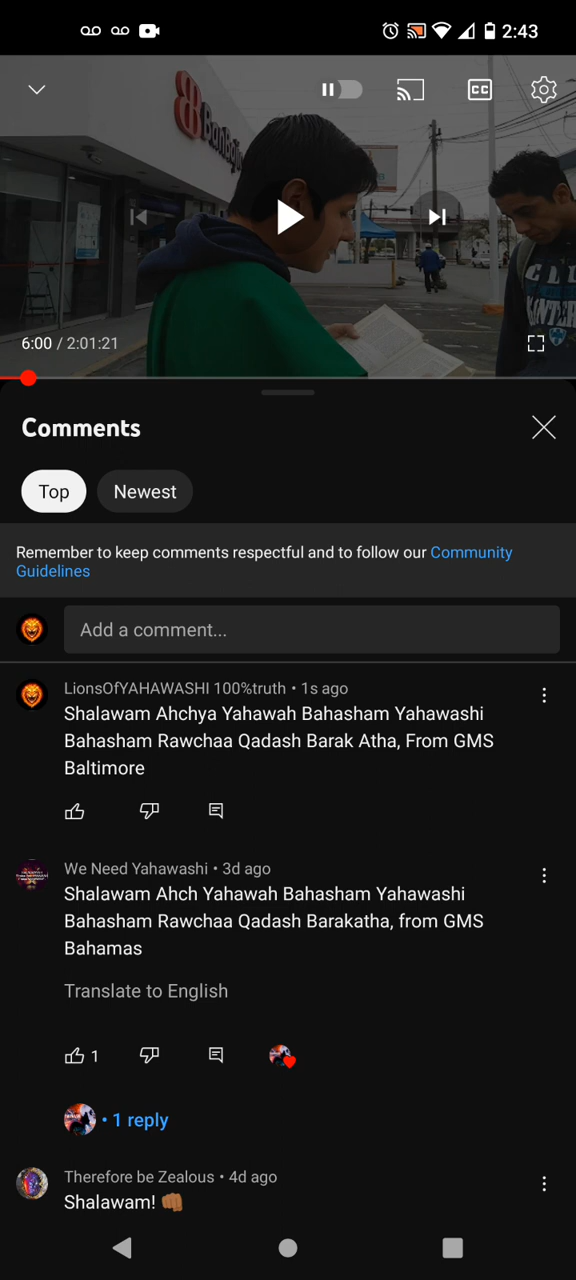 2:43
BanBajío
CC
6:00 / 2:01:21
Comments
Top
Newest
Remember to keep comments respectful and to follow our Community
Guidelines
Add a comment...
LionsOfYAHAWASHI 100%truth • 1s ago
Shalawam Ahchya Yahawah Bahasham Yahawashi
Bahasham Rawchaa Qadash Barak Atha, From GMS
Baltimore
We Need Yahawashi • 3d ago
Shalawam Ahch Yahawah Bahasham Yahawashi
Bahasham Rawchaa Qadash Barakatha, from GMS
Bahamas
Translate to English
1
• 1 reply
Therefore be Zealous • 4d ago
Shalawam! 👊🏾